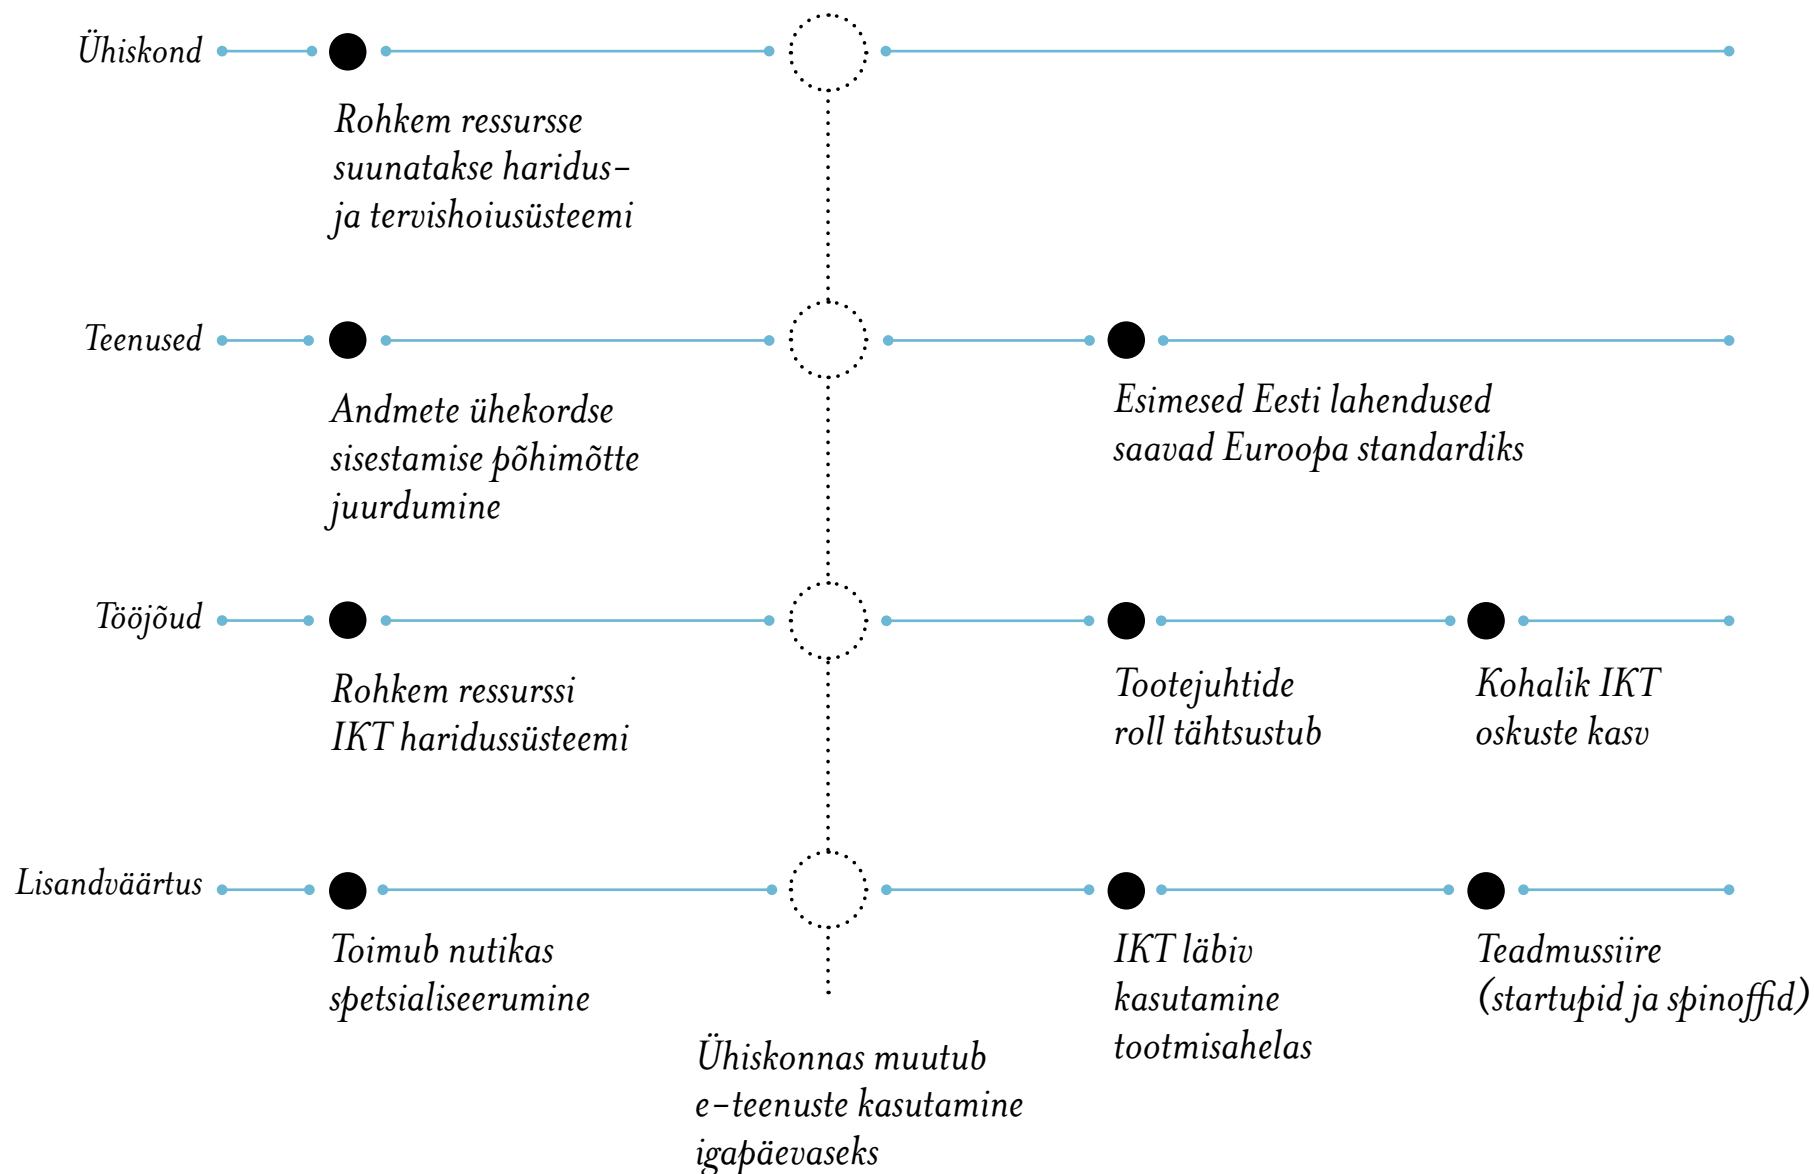 Ühiskond
Rohkem ressursse
suunatakse haridus-
ja tervishoiusüsteemi
Teenused
Andmete ühekordse
sisestamise põhimõtte
juurdumine
Esimesed Eesti lahendused
saavad Euroopa standardiks
Tööjõud
Rohkem ressurssi
IKT haridussüsteemi
Tootejuhtide
roll tähtsustub
Kohalik IKT
oskuste kasv
Lisandväärtus
Toimub nutikas
spetsialiseerumine
IKT läbiv
kasutamine
tootmisahelas
Teadmussiire
(startupid ja spinoffid)
Ühiskonnas muutub
e-teenuste kasutamine
igapäevaseks